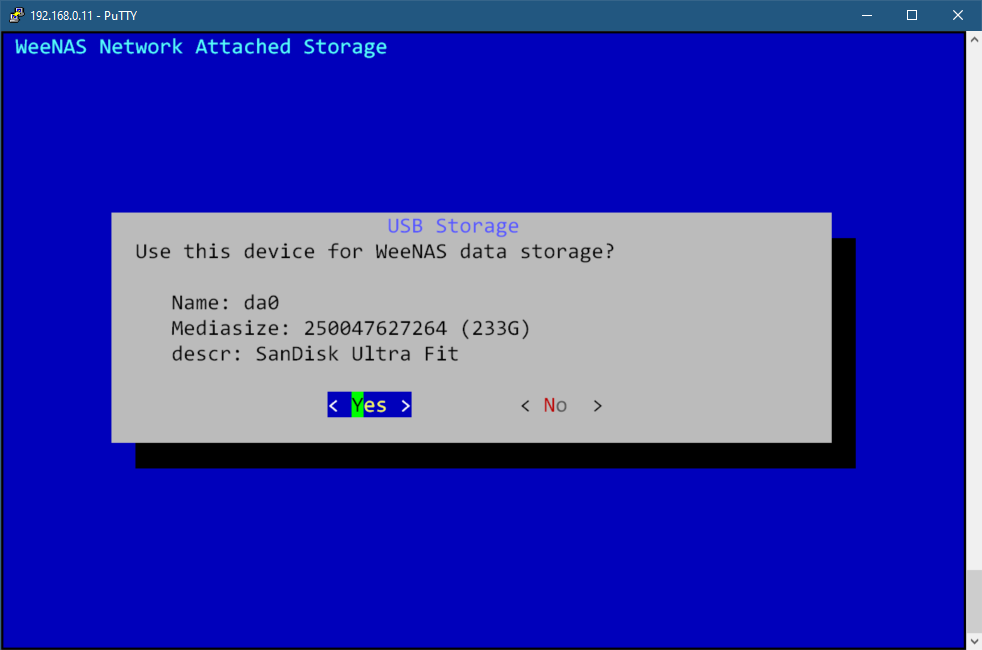 192.168.0.11 - PuTTY
WeeNAS Network Attached Storage
USB Storage
Use this device for WeeNAS data storage?
Name: da0
Mediasize: 250047627264 (233G)
descr: SanDisk Ultra Fit
< Yes > < No >